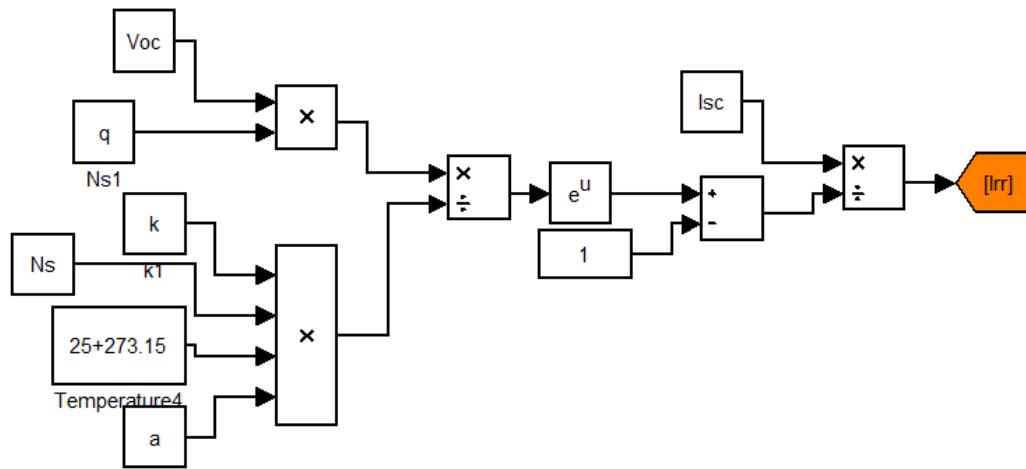 Voc
q
Ns1
×
k
k1
Ns
25+273.15
Temperature4
a
×
×
÷
e^u
1
+
-
Isc
×
÷
[Irr]